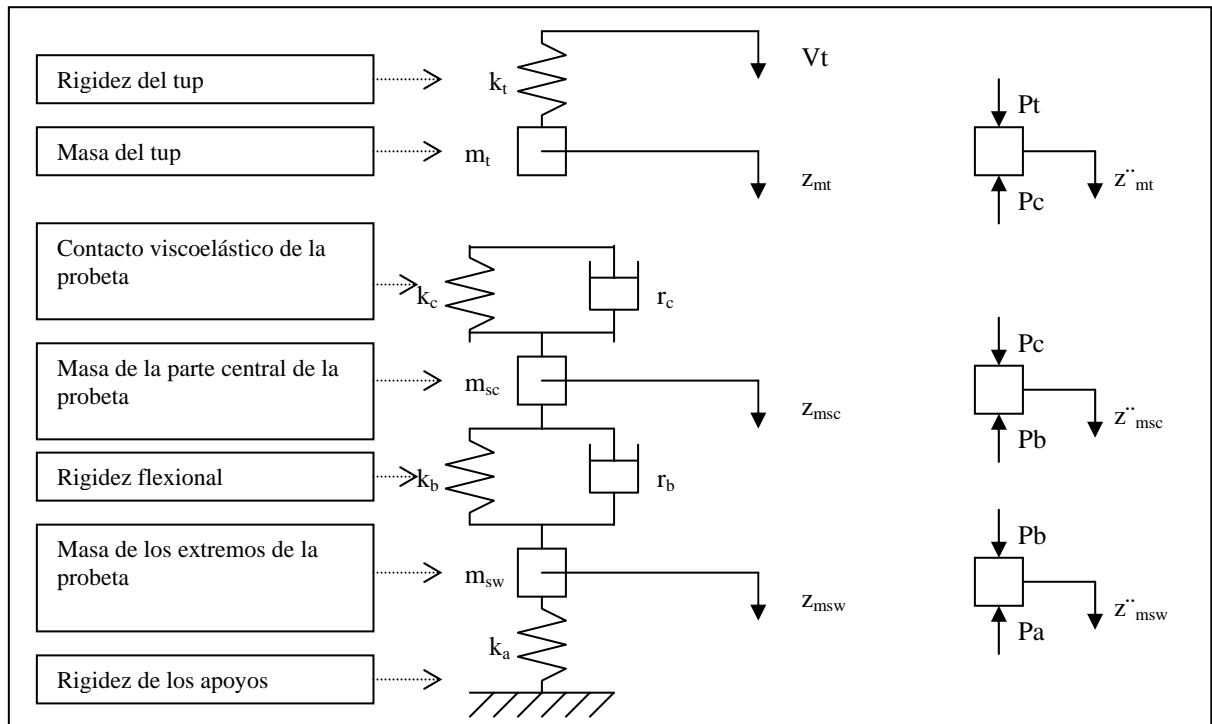 Rigidez del tup
k_t
Vt
Masa del tup
m_t
z_mt
Pt
Pc
z¨_mt
Contacto viscoelástico de la
probeta
k_c
r_c
Masa de la parte central de la
probeta
m_sc
z_msc
Pc
Pb
z¨_msc
Rigidez flexional
k_b
r_b
Masa de los extremos de la
probeta
m_sw
z_msw
Pb
Pa
z¨_msw
k_a
Rigidez de los apoyos